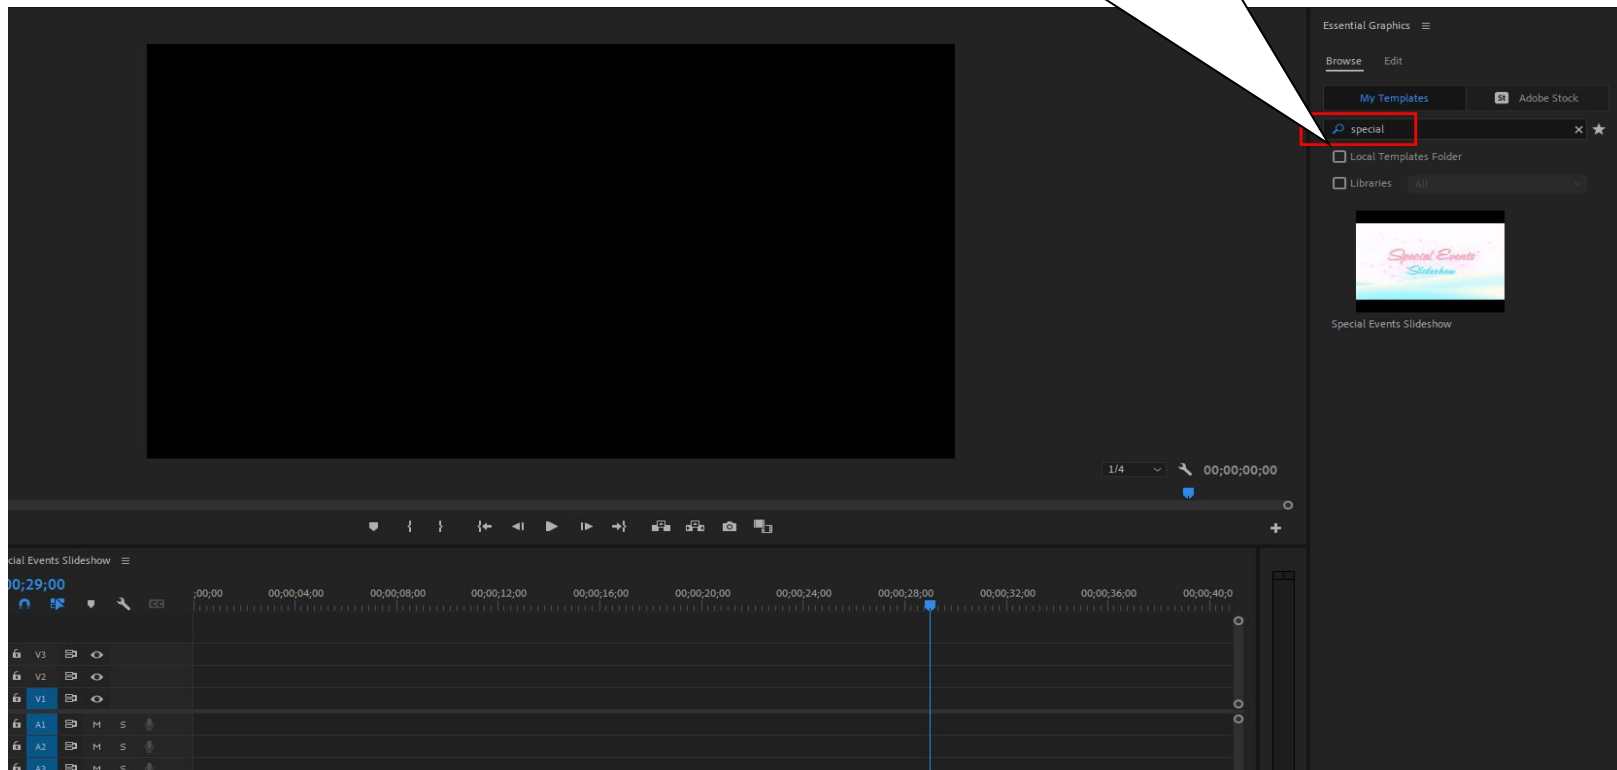 Essential Graphics
Browse Edit
My Templates St Adobe Stock
special
Local Templates Folder
Libraries All
Special Events
Slideshow
Special Events Slideshow
1/4 00;00;00;00
cial Events Slideshow
00;29;00
;00;00 00;00;04;00 00;00;08;00 00;00;12;00 00;00;16;00 00;00;20;00 00;00;24;00 00;00;28;00 00;00;32;00 00;00;36;00 00;00;40;0
CC
V3
V2
V1
A1 M S
A2 M S
A3 M S